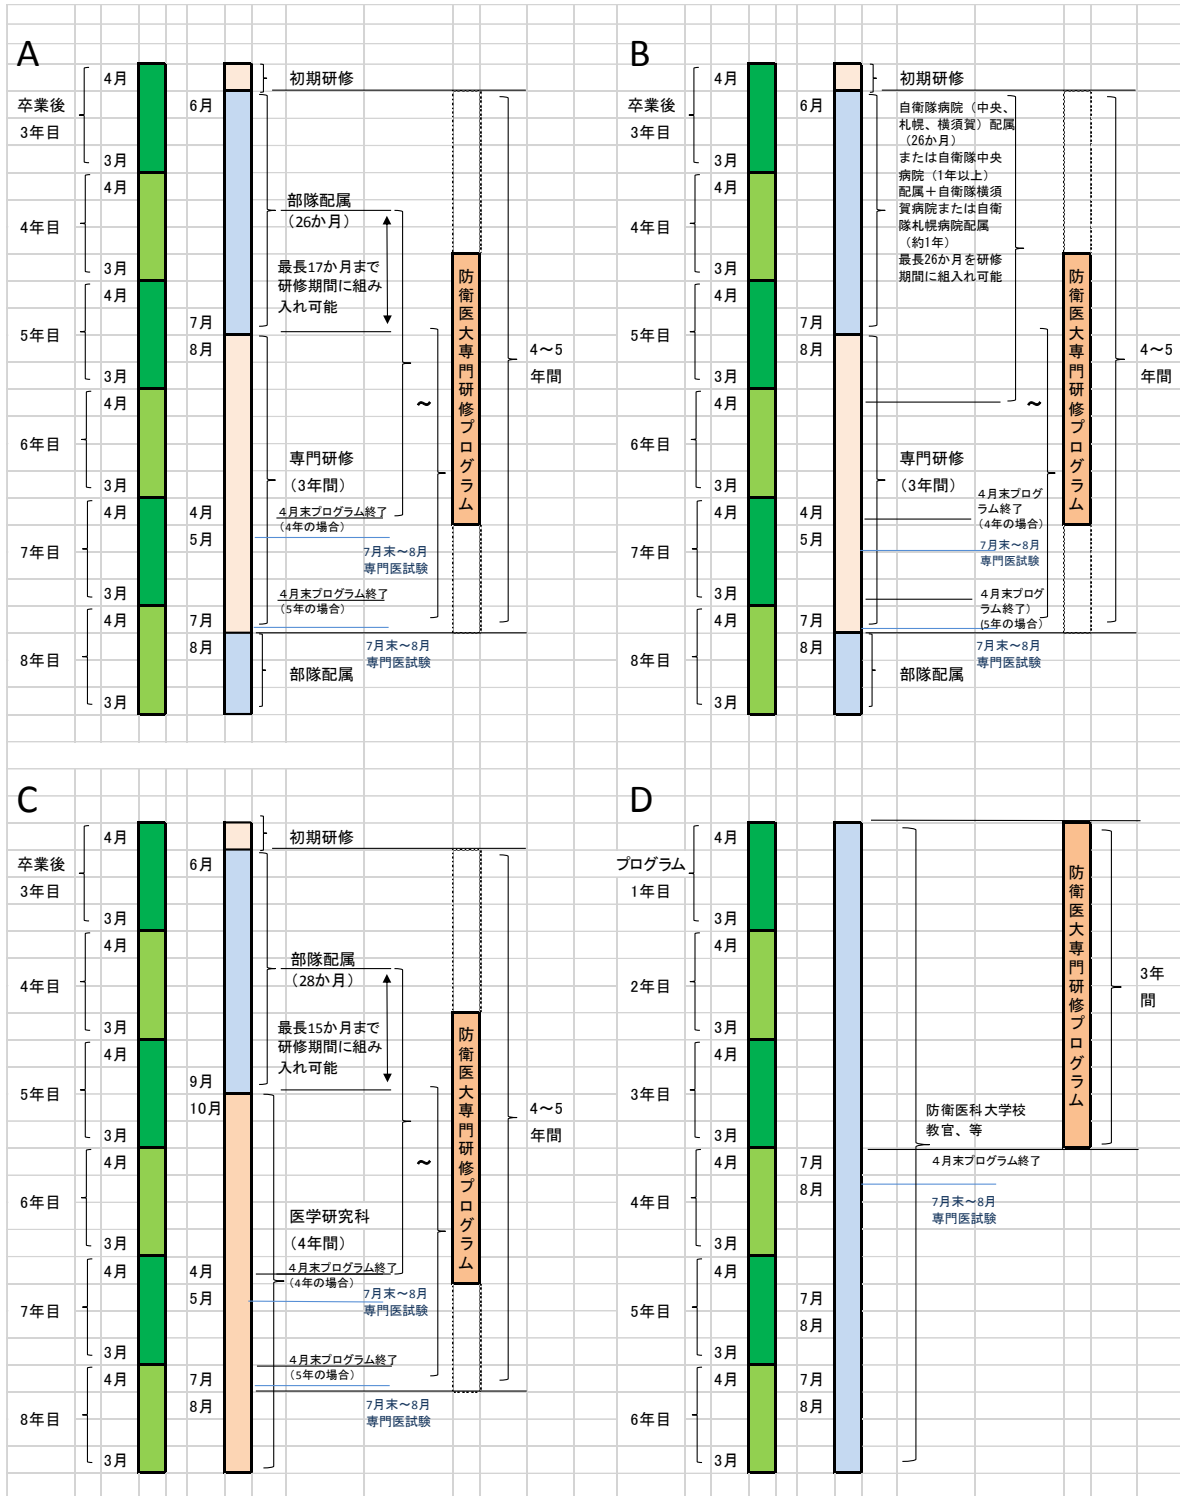 A
4月
初期研修
卒業後
6月
3年目
3月
4月
部隊配属
(26か月)
4年目
最長17か月まで
研修期間に組み
入れ可能
3月
4月
7月
5年目
8月
3月
4月
6年目
専門研修
(3年間)
3月
4月
4月
4月末プログラム終了
(4年の場合)
5月
7月末~8月
専門医試験
7年目
3月
4月末プログラム終了
(5年の場合)
4月
7月
8月
7月末~8月
専門医試験
8年目
部隊配属
3月
~
防衛医大専門研修プログラム
4~5
年間
B
4月
初期研修
卒業後
6月
3年目
3月
自衛隊病院(中央、
札幌、横須賀)配属
(26か月)
または自衛隊中央
病院(1年以上)
配属+自衛隊横須
賀病院または自衛
隊札幌病院配属
(約1年)
最長26か月を研修
期間に組入れ可能
4月
4年目
3月
4月
7月
5年目
8月
3月
4月
6年目
専門研修
(3年間)
3月
4月
4月
4月末プログ
ラム終了
(4年の場合)
5月
7月末~8月
専門医試験
7年目
3月
4月末プログ
ラム終了)
(5年の場合)
4月
7月
8月
7月末~8月
専門医試験
8年目
部隊配属
3月
~
防衛医大専門研修プログラム
4~5
年間
C
4月
初期研修
卒業後
6月
3年目
3月
4月
部隊配属
(28か月)
4年目
最長15か月まで
研修期間に組み
入れ可能
3月
4月
9月
5年目
10月
3月
4月
6年目
医学研究科
(4年間)
3月
4月
4月
4月末プログラム終了
(4年の場合)
5月
7月末~8月
専門医試験
7年目
3月
4月末プログラム終了
(5年の場合)
4月
7月
8月
7月末~8月
専門医試験
8年目
3月
~
防衛医大専門研修プログラム
4~5
年間
D
4月
プログラム
1年目
3月
4月
2年目
3月
4月
3年目
3月
防衛医科大学校
教官、等
4月
7月
4月末プログラム終了
8月
7月末~8月
専門医試験
4年目
3月
4月
7月
5年目
8月
3月
4月
7月
8月
6年目
3月
防衛医大専門研修プログラム
3年
間